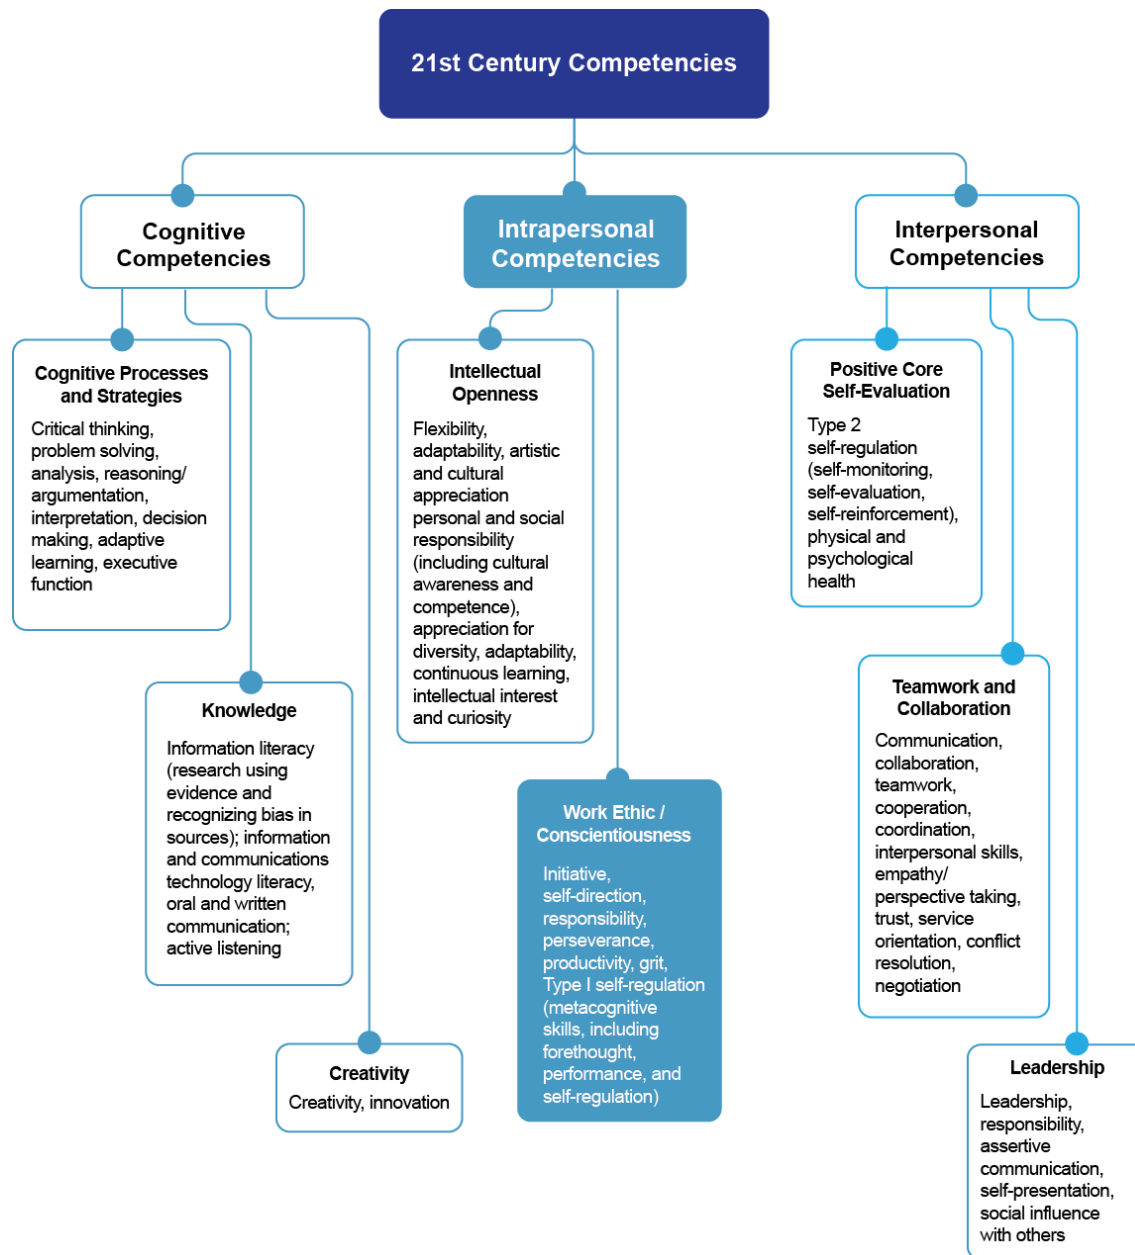 21st Century Competencies
Cognitive
Competencies
Intrapersonal
Competencies
Interpersonal
Competencies
Cognitive Processes
and Strategies
Critical thinking,
problem solving,
analysis, reasoning/
argumentation,
interpretation, decision
making, adaptive
learning, executive
function
Knowledge
Information literacy
(research using
evidence and
recognizing bias in
sources); information
and communications
technology literacy,
oral and written
communication;
active listening
Creativity
Creativity, innovation
Intellectual
Openness
Flexibility,
adaptability, artistic
and cultural
appreciation
personal and social
responsibility
(including cultural
awareness and
competence),
appreciation for
diversity, adaptability,
continuous learning,
intellectual interest
and curiosity
Work Ethic /
Conscientiousness
Initiative,
self-direction,
responsibility,
perseverance,
productivity, grit,
Type I self-regulation
(metacognitive
skills, including
forethought,
performance, and
self-regulation)
Positive Core
Self-Evaluation
Type 2
self-regulation
(self-monitoring,
self-evaluation,
self-reinforcement),
physical and
psychological
health
Teamwork and
Collaboration
Communication,
collaboration,
teamwork,
cooperation,
coordination,
interpersonal skills,
empathy/
perspective taking,
trust, service
orientation, conflict
resolution,
negotiation
Leadership
Leadership,
responsibility,
assertive
communication,
self-presentation,
social influence
with others